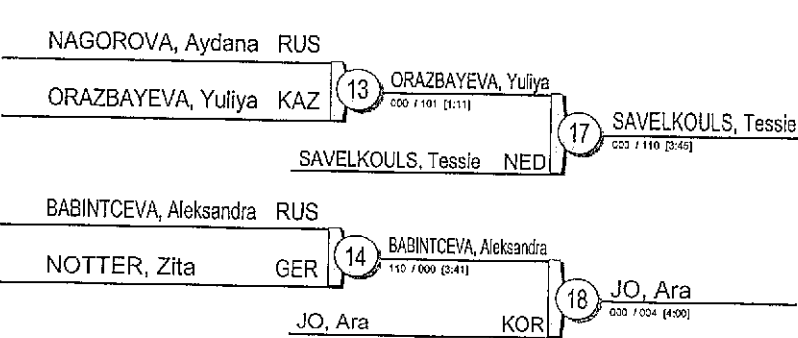 NAGOROVA, Aydana RUS
ORAZBAYEVA, Yuliya KAZ
13
ORAZBAYEVA, Yuliya
000 / 101 [1:11]
SAVELKOULS, Tessie NED
17
SAVELKOULS, Tessie
000 / 110 [3:45]
BABINTCEVA, Aleksandra RUS
NOTTER, Zita GER
14
BABINTCEVA, Aleksandra
110 / 000 [3:41]
JO, Ara KOR
18
JO, Ara
000 / 004 [4:00]